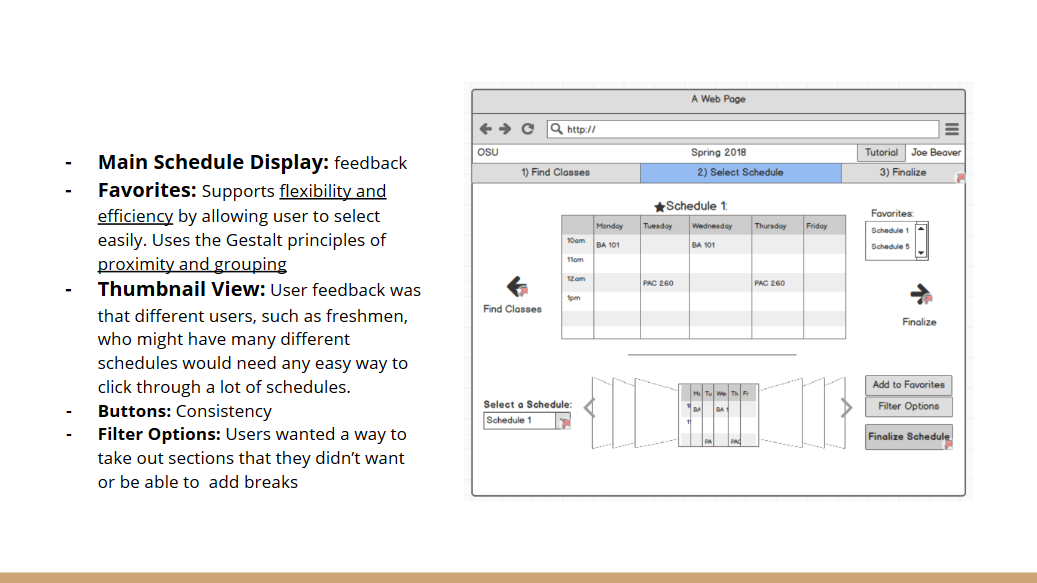 - Main Schedule Display: feedback
- Favorites: Supports flexibility and
efficiency by allowing user to select
easily. Uses the Gestalt principles of
proximity and grouping
- Thumbnail View: User feedback was
that different users, such as freshmen,
who might have many different
schedules would need any easy way to
click through a lot of schedules.
- Buttons: Consistency
- Filter Options: Users wanted a way to
take out sections that they didn’t want
or be able to  add breaks
A Web Page
http://
OSU Spring 2018 Tutorial Joe Beaver
1) Find Classes 2) Select Schedule 3) Finalize
Schedule 1:
Monday Tuesday Wednesday Thursday Friday
10am BA 101 BA 101
11am
12am PAC 260 PAC 260
1pm
Favorites:
Schedule 1
Schedule 5
Find Classes
Finalize
Select a Schedule:
Schedule 1
Tu We Th Fr
BA BA 1
PA PAC
Add to Favorites
Filter Options
Finalize Schedule